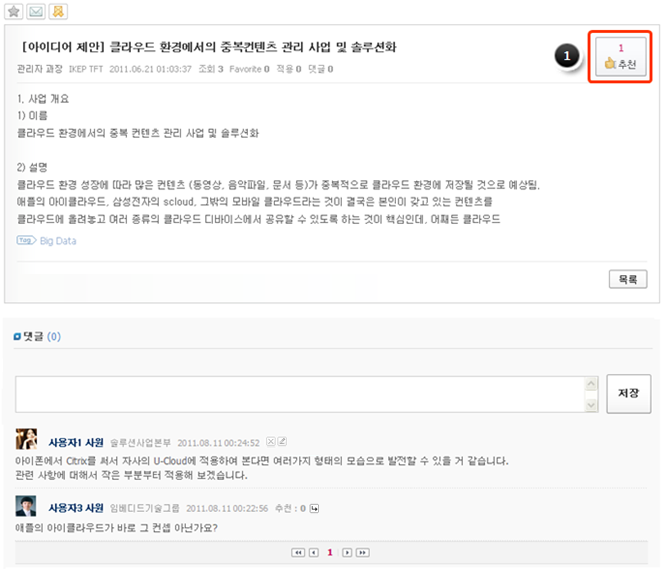 [아이디어 제안] 클라우드 환경에서의 중복컨텐츠 관리 사업 및 솔루션화
1
1
추천
관리자 과장 IKEP TFT 2011.06.21 01:03:37 조회 3 Favorite 0 적용 0 댓글 0
1. 사업 개요
1) 이름
클라우드 환경에서의 중복 컨텐츠 관리 사업 및 솔루션화
2) 설명
클라우드 환경 성장에 따라 많은 컨텐츠 (동영상, 음악파일, 문서 등)가 중복적으로 클라우드 환경에 저장될 것으로 예상됨.
애플의 아이클라우드, 삼성전자의 scloud, 그밖의 모바일 클라우드라는 것이 결국은 본인이 갖고 있는 컨텐츠를
클라우드에 올려놓고 여러 종류의 클라우드 디바이스에서 공유할 수 있도록 하는 것이 핵심인데, 어째든 클라우드
Tag Big Data
목록
댓글 (0)
저장
사용자1 사원 솔루션사업본부 2011.08.11 00:24:52
아이폰에서 Citrix를 써서 자사의 U-Cloud에 적용하여 본다면 여러가지 형태의 모습으로 발전할 수 있을 거 같습니다.
관련 사항에 대해서 작은 부분부터 적용해 보겠습니다.
사용자3 사원 임베디드기술그룹 2011.08.11 00:22:56 추천 : 0
애플의 아이클라우드가 바로 그 컨셉 아닌가요?
1